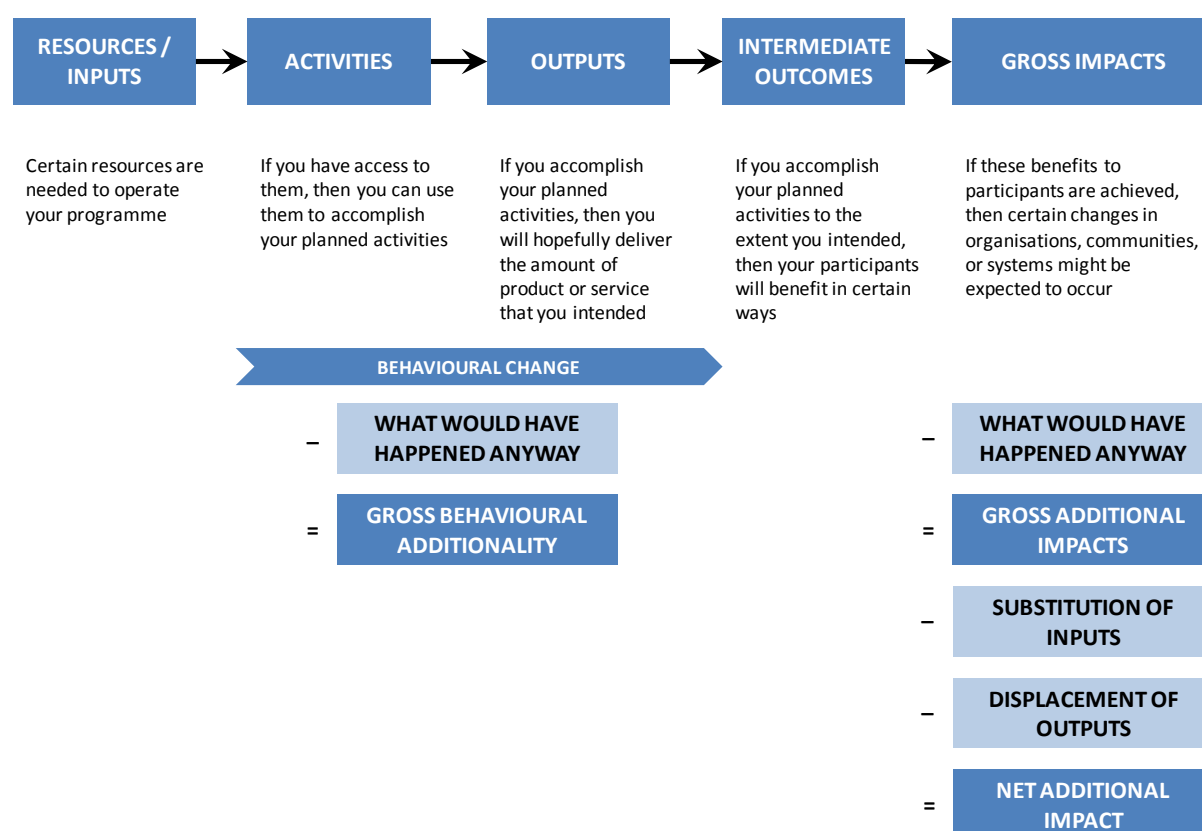 RESOURCES /
INPUTS
ACTIVITIES
OUTPUTS
INTERMEDIATE
OUTCOMES
GROSS IMPACTS
Certain resources are
needed to operate
your programme
If you have access to
them, then you can use
them to accomplish
your planned activities
If you accomplish
your planned
activities, then you
will hopefully deliver
the amount of
product or service
that you intended
If you accomplish
your planned
activities to the
extent you intended,
then your participants
will benefit in certain
ways
If these benefits to
participants are achieved,
then certain changes in
organisations, communities,
or systems might be
expected to occur
BEHAVIOURAL CHANGE
– WHAT WOULD HAVE
HAPPENED ANYWAY
= GROSS BEHAVIOURAL
ADDITIONALITY
– WHAT WOULD HAVE
HAPPENED ANYWAY
= GROSS ADDITIONAL
IMPACTS
– SUBSTITUTION OF
INPUTS
– DISPLACEMENT OF
OUTPUTS
= NET ADDITIONAL
IMPACT